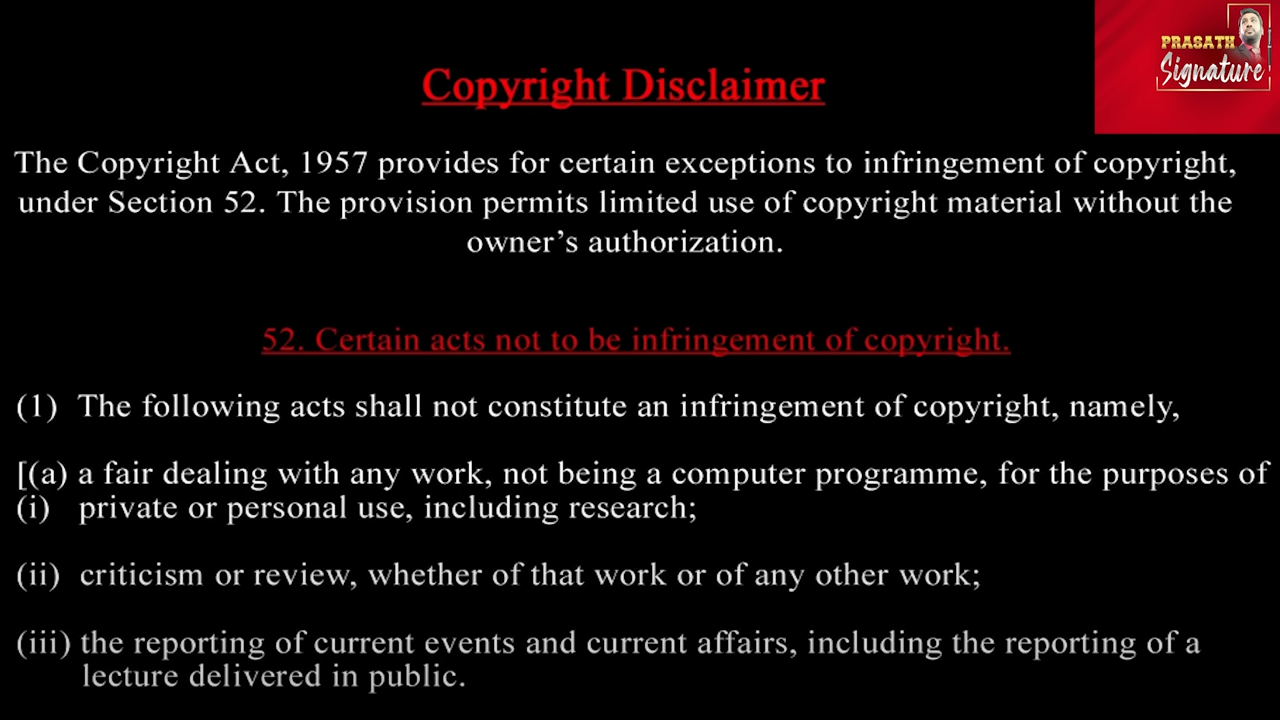 PRASATH
Signature
Copyright Disclaimer
The Copyright Act, 1957 provides for certain exceptions to infringement of copyright,
under Section 52. The provision permits limited use of copyright material without the
owner’s authorization.
52. Certain acts not to be infringement of copyright.
(1) The following acts shall not constitute an infringement of copyright, namely,
[(a) a fair dealing with any work, not being a computer programme, for the purposes of
(i) private or personal use, including research;
(ii) criticism or review, whether of that work or of any other work;
(iii) the reporting of current events and current affairs, including the reporting of a
lecture delivered in public.